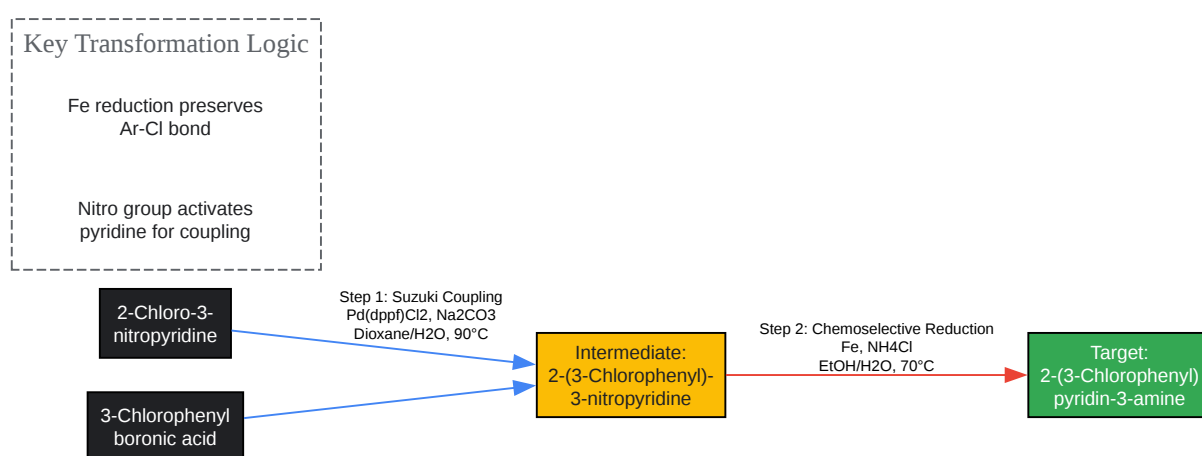 Key Transformation Logic
Fe reduction preserves
Ar-Cl bond
Nitro group activates
pyridine for coupling
2-Chloro-3-
nitropyridine
3-Chlorophenyl
boronic acid
Step 1: Suzuki Coupling
Pd(dppf)Cl2, Na2CO3
Dioxane/H2O, 90°C
Intermediate:
2-(3-Chlorophenyl)-
3-nitropyridine
Step 2: Chemoselective Reduction
Fe, NH4Cl
EtOH/H2O, 70°C
Target:
2-(3-Chlorophenyl)
pyridin-3-amine